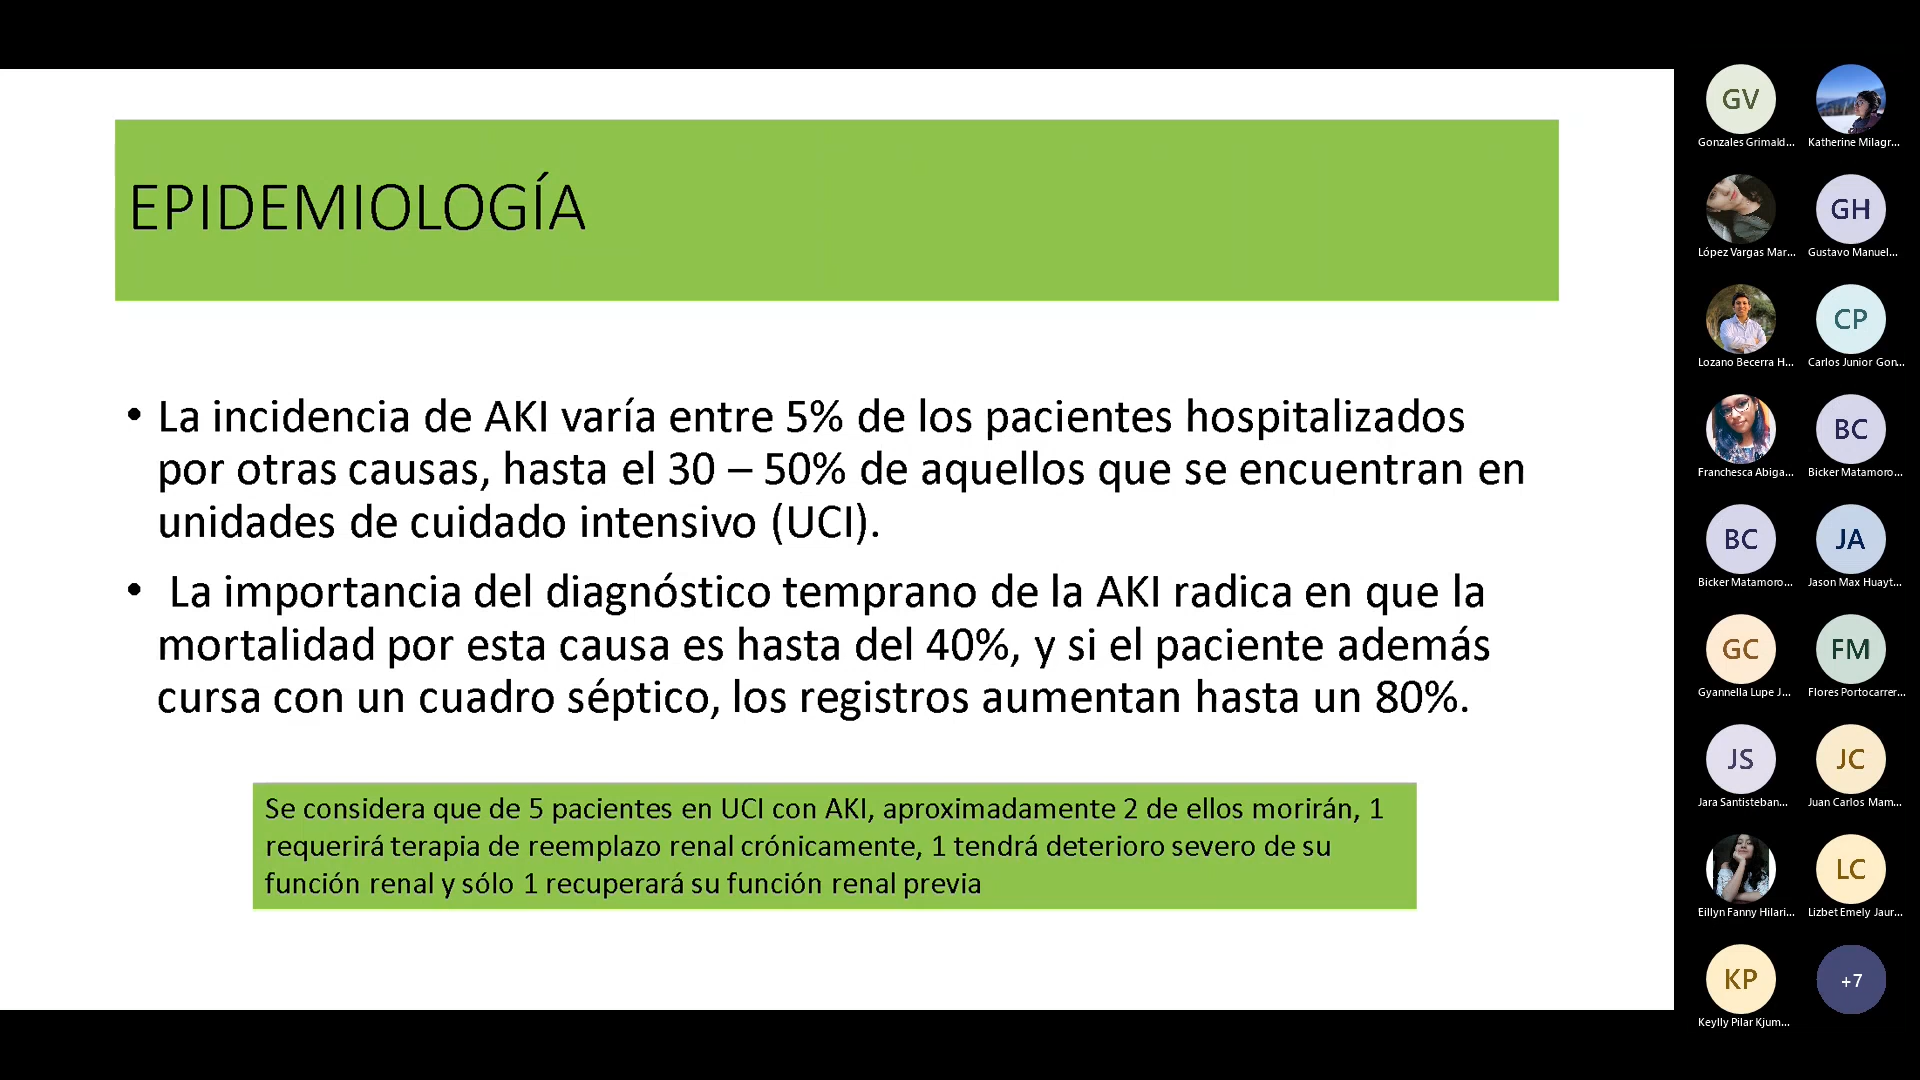 EPIDEMIOLOGÍA
• La incidencia de AKI varía entre 5% de los pacientes hospitalizados
por otras causas, hasta el 30 – 50% de aquellos que se encuentran en
unidades de cuidado intensivo (UCI).
• La importancia del diagnóstico temprano de la AKI radica en que la
mortalidad por esta causa es hasta del 40%, y si el paciente además
cursa con un cuadro séptico, los registros aumentan hasta un 80%.
Se considera que de 5 pacientes en UCI con AKI, aproximadamente 2 de ellos morirán, 1
requerirá terapia de reemplazo renal crónicamente, 1 tendrá deterioro severo de su
función renal y sólo 1 recuperará su función renal previa
GV
Gonzales Grimald... Katherine Milagr...
GH
López Vargas Mar... Gustavo Manuel...
CP
Lozano Becerra H... Carlos Junior Gon...
BC
Franchesca Abiga... Bicker Matamoro...
BC JA
Bicker Matamoro... Jason Max Huayt...
GC FM
Gyannella Lupe J... Flores Portocarrer...
JS JC
Jara Santisteban... Juan Carlos Mam...
LC
Eillyn Fanny Hilari... Lizbet Emely Jaur...
KP +7
Keylly Pilar Kjum...